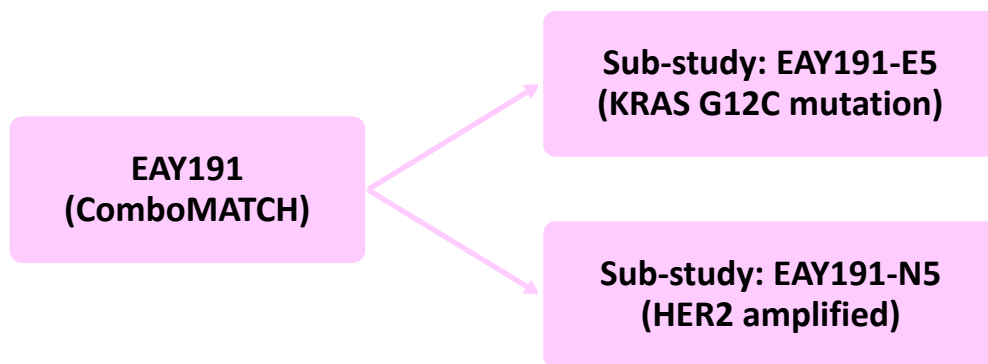 Sub-study: EAY191-E5
(KRAS G12C mutation)
EAY191
(ComboMATCH)
Sub-study: EAY191-N5
(HER2 amplified)